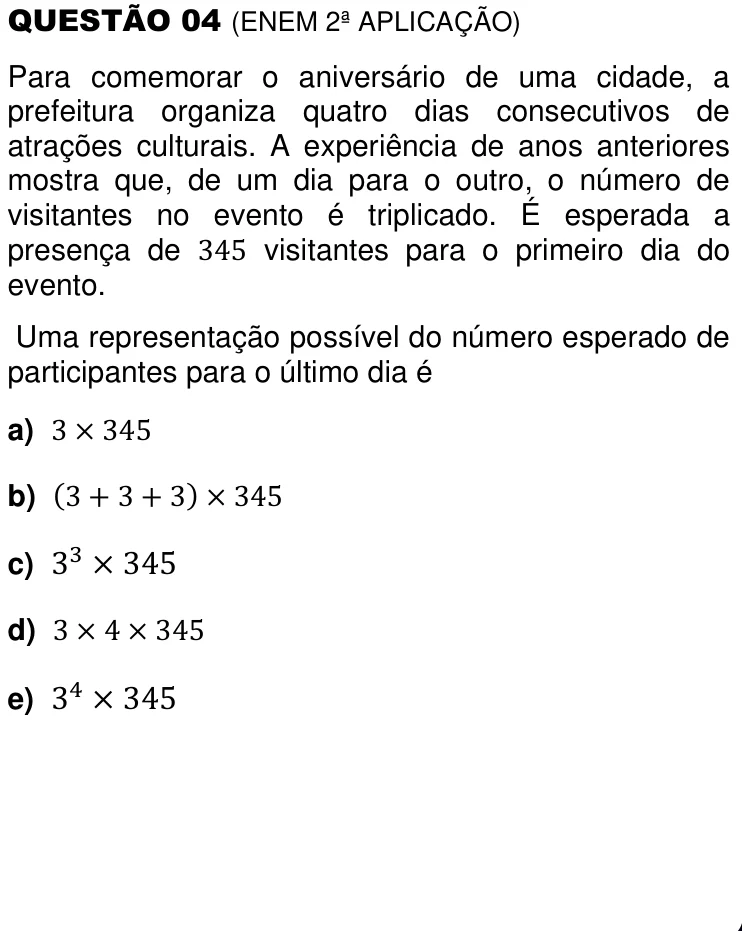 QUESTÃO 04 (ENEM 2ª APLICAÇÃO)
Para comemorar o aniversário de uma cidade, a
prefeitura organiza quatro dias consecutivos de
atrações culturais. A experiência de anos anteriores
mostra que, de um dia para o outro, o número de
visitantes no evento é triplicado. É esperada a
presença de 345 visitantes para o primeiro dia do
evento.
Uma representação possível do número esperado de
participantes para o último dia é
a) 3 × 345
b) (3 + 3 + 3) × 345
c) 3³ × 345
d) 3 × 4 × 345
e) 3⁴ × 345